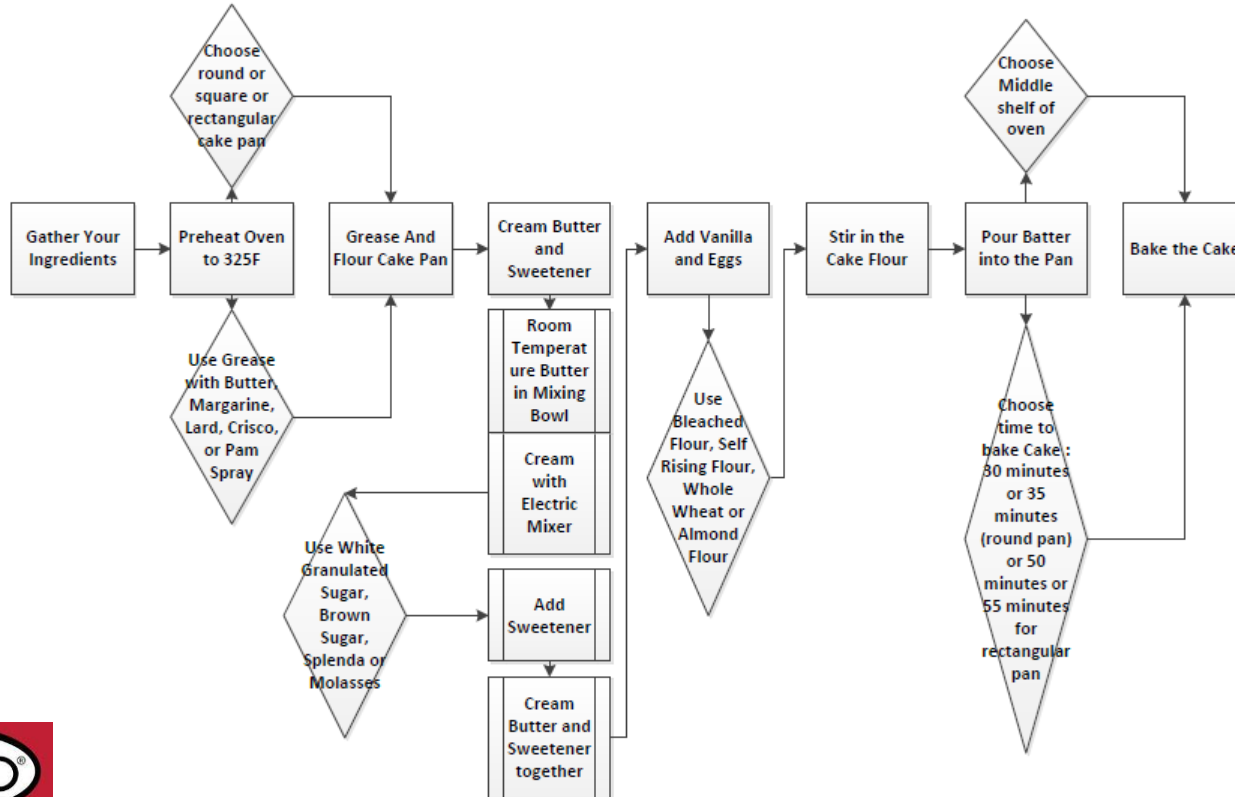 Choose
round or
square or
rectangular
cake pan
Choose
Middle
shelf of
oven
Gather Your
Ingredients
Preheat Oven
to 325F
Grease And
Flour Cake Pan
Cream Butter
and
Sweetener
Add Vanilla
and Eggs
Stir in the
Cake Flour
Pour Batter
into the Pan
Bake the Cake
Use Grease
with Butter,
Margarine,
Lard, Crisco,
or Pam
Spray
Room
Temperat
ure Butter
in Mixing
Bowl
Cream
with
Electric
Mixer
Use White
Granulated
Sugar,
Brown
Sugar,
Splenda or
Molasses
Add
Sweetener
Cream
Butter and
Sweetener
together
Use
Bleached
Flour, Self
Rising Flour,
Whole
Wheat or
Almond
Flour
Choose
time to
bake Cake :
30 minutes
or 35
minutes
(round pan)
or 50
minutes or
55 minutes
for
rectangular
pan